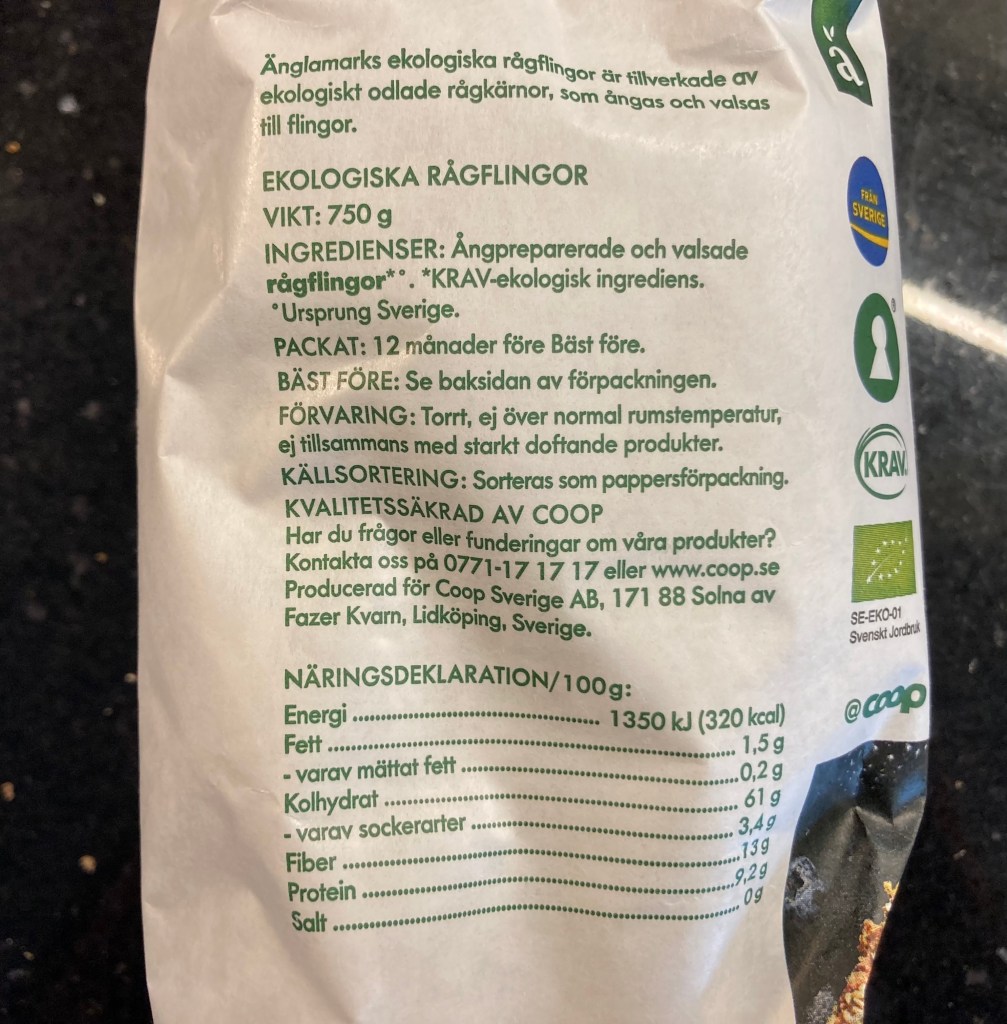 Änglamarks ekologiska rågflingor är tillverkade av
ekologiskt odlade rågkärnor, som ångas och valsas
till flingor.
EKOLOGISKA RÅGFLINGOR
VIKT: 750 g
INGREDIENSER: Ångpreparerade och valsade
rågflingor*°. *KRAV-ekologisk ingrediens.
°Ursprung Sverige.
PACKAT: 12 månader före Bäst före.
BÄST FÖRE: Se baksidan av förpackningen.
FÖRVARING: Torrt, ej över normal rumstemperatur,
ej tillsammans med starkt doftande produkter.
KÄLLSORTERING: Sorteras som pappersförpackning.
KVALITETSSÄKRAD AV COOP
Har du frågor eller funderingar om våra produkter?
Kontakta oss på 0771-17 17 17 eller www.coop.se
Producerad för Coop Sverige AB, 171 88 Solna av
Fazer Kvarn, Lidköping, Sverige.
NÄRINGSDEKLARATION/100g:
Energi 1350 kJ (320 kcal)
Fett 1,5 g
- varav mättat fett 0,2 g
Kolhydrat 61 g
- varav sockerarter 3,4 g
Fiber 13 g
Protein 9,2 g
Salt 0 g
ä
FRÅN
SVERIGE
®
KRAV
SE-EKO-01
Svenskt Jordbruk
@coop